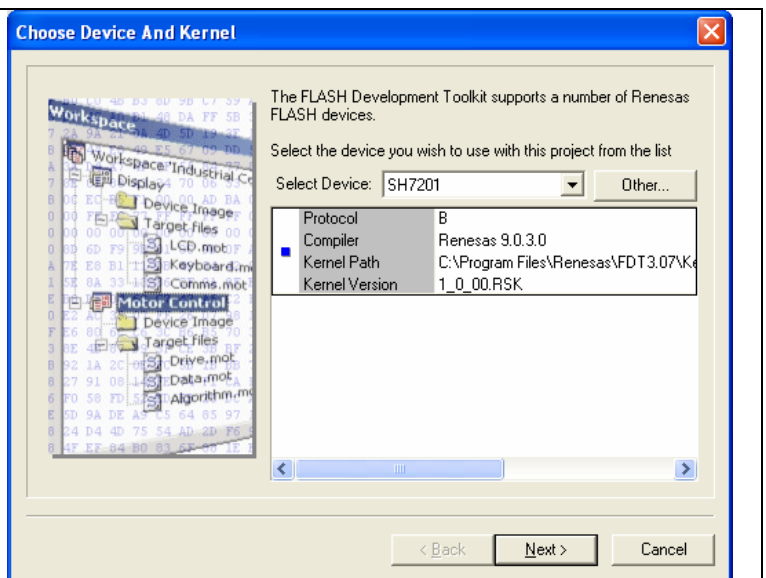 Choose Device And Kernel
The FLASH Development Toolkit supports a number of Renesas
FLASH devices.
Select the device you wish to use with this project from the list
Select Device: SH7201 Other...
Protocol B
Compiler Renesas 9.0.3.0
Kernel Path C:\Program Files\Renesas\FDT3.07\Ke
Kernel Version 1_0_00.RSK
Workspace
Workspace 'Industrial Co
Display
Device Image
Target files
LCD.mot
Keyboard.m
Comms.mot
Motor Control
Device Image
Target files
Drive.mot
Data.mot
Algorithm.mo
< Back Next > Cancel